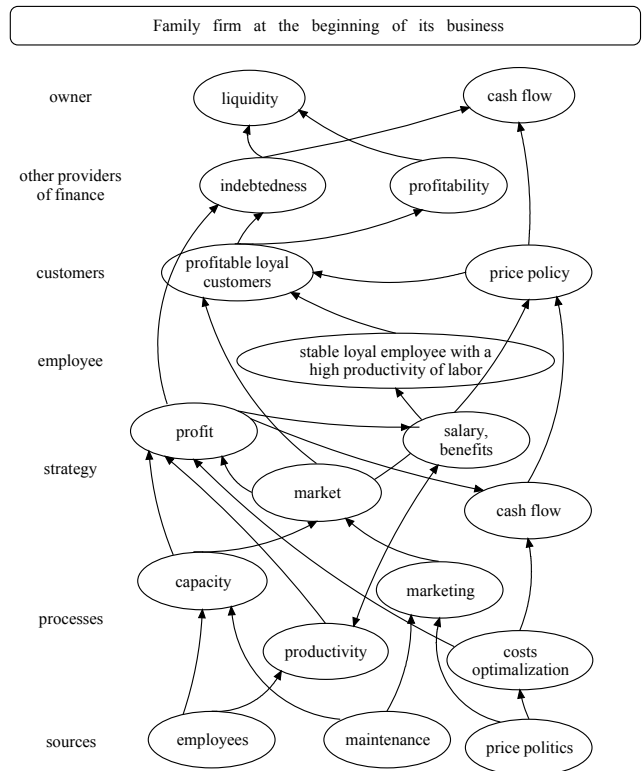 Family firm at the beginning of its business
owner
liquidity
cash flow
other providers
of finance
indebtedness
profitability
customers
profitable loyal
customers
price policy
employee
stable loyal employee with a
high productivity of labor
profit
salary,
benefits
strategy
market
cash flow
capacity
marketing
processes
productivity
costs
optimalization
sources
employees
maintenance
price politics